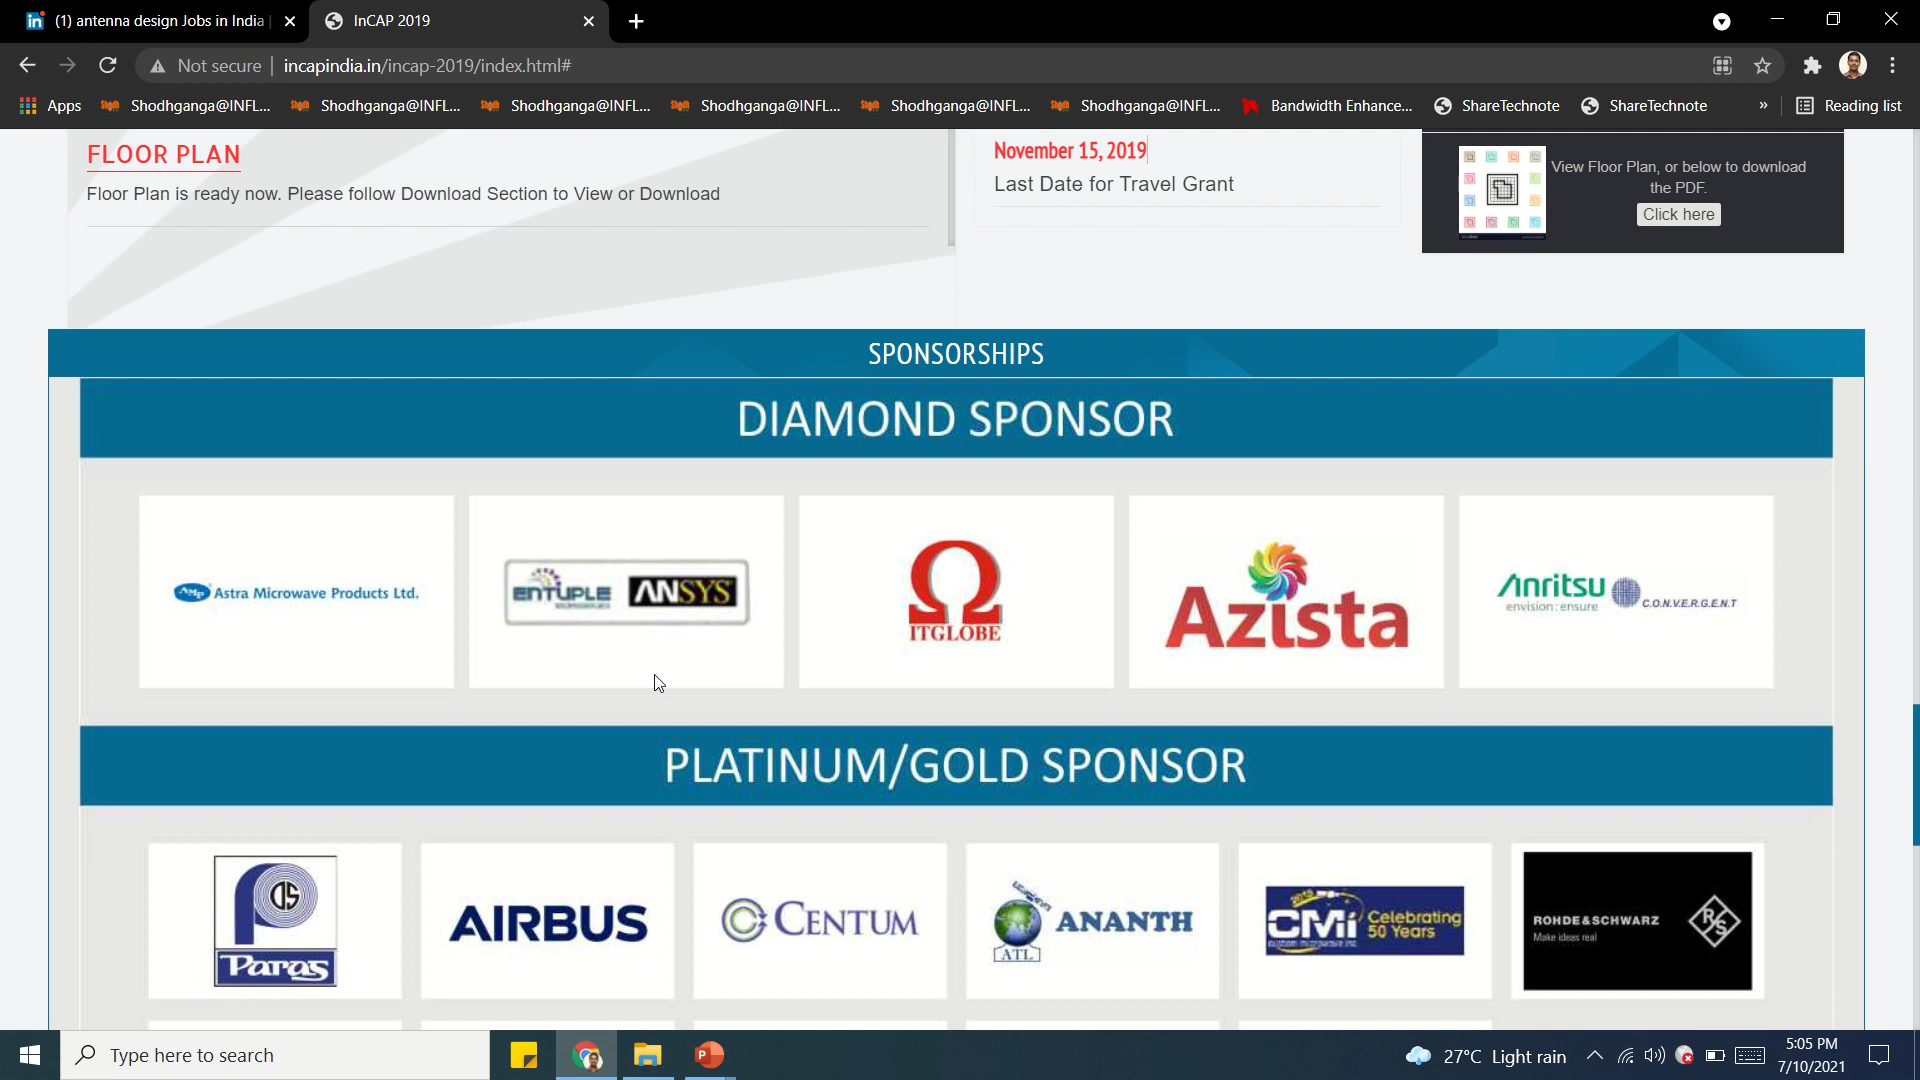 (1) antenna design Jobs in India
InCAP 2019
Not secure
incapindia.in/incap-2019/index.html#
Apps
Shodhganga@INFL...
Shodhganga@INFL...
Shodhganga@INFL...
Shodhganga@INFL...
Shodhganga@INFL...
Shodhganga@INFL...
Bandwidth Enhance...
ShareTechnote
ShareTechnote
»
Reading list
FLOOR PLAN
Floor Plan is ready now. Please follow Download Section to View or Download
November 15, 2019
Last Date for Travel Grant
View Floor Plan, or below to download
the PDF.
Click here
SPONSORSHIPS
DIAMOND SPONSOR
AMP Astra Microwave Products Ltd.
ENTUPLE
ANSYS
ITGLOBE
Azista
Anritsu
envision : ensure
C.O.N.V.E.R.G.E.N.T
PLATINUM/GOLD SPONSOR
Paras
AIRBUS
CENTUM
ANANTH
ATL
CMi Celebrating
50 Years
custom microwave inc.
ROHDE & SCHWARZ
Make ideas real
R S
Type here to search
27°C Light rain
5:05 PM
7/10/2021